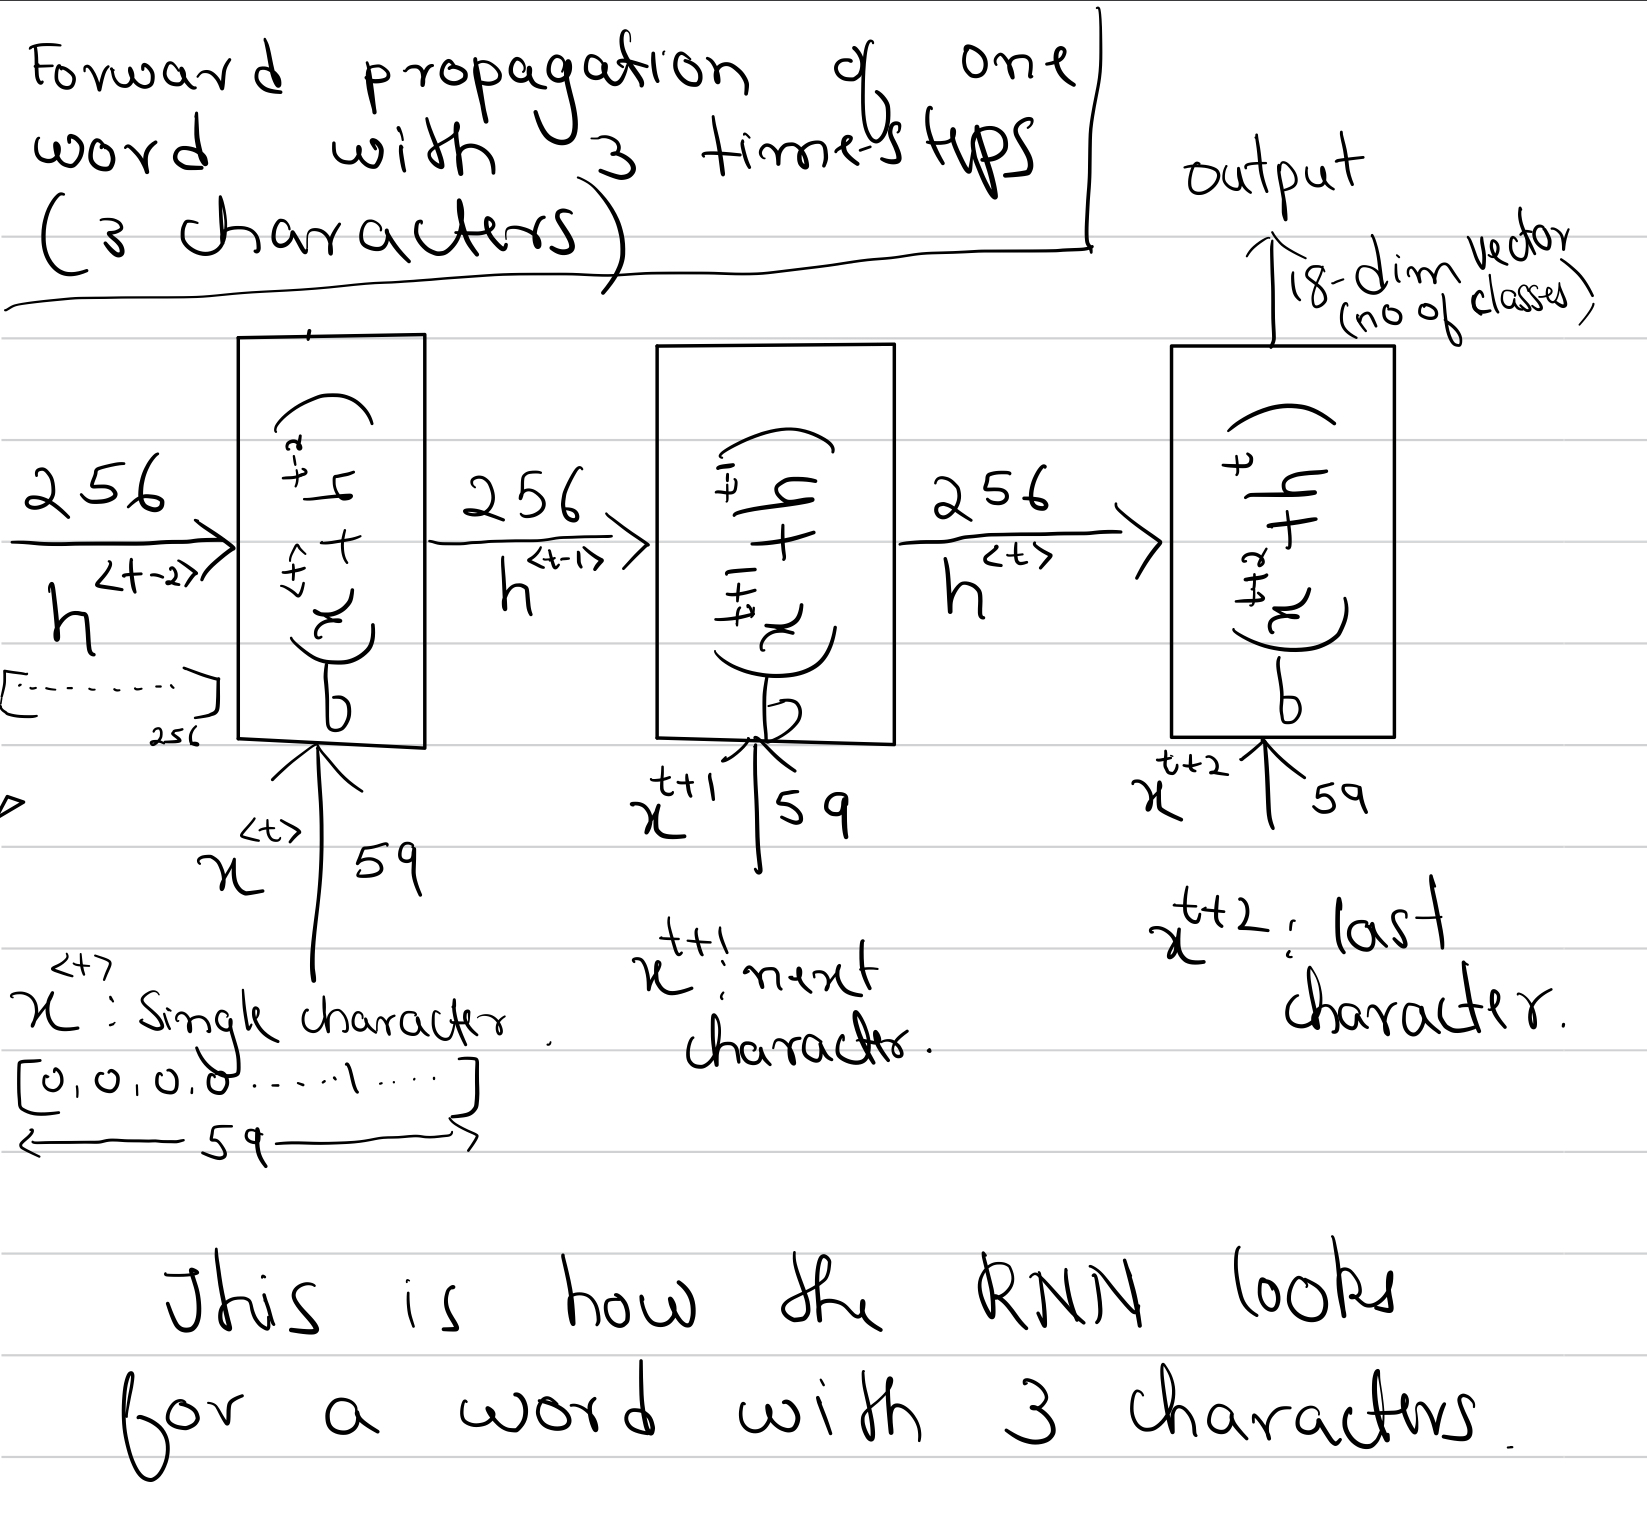 Forward propagation of one
word with 3 time-steps
(3 characters)
output
18-dim vector
(no of classes)
256
h<t-2>
[- - - - - - -]
256
b(x<t> + h t-2)
256
h<t-1>
b(x t+1 + h t-1)
256
h<t>
b(x t+2 + h t)
x<t> 59
x t+1 59
x t+2 59
x<t> : Single character.
[0, 0, 0, 0 ..... 1 ....]
59
x t+1 : next
character.
x t+2 : last
character.
This is how the RNN looks
for a word with 3 characters.